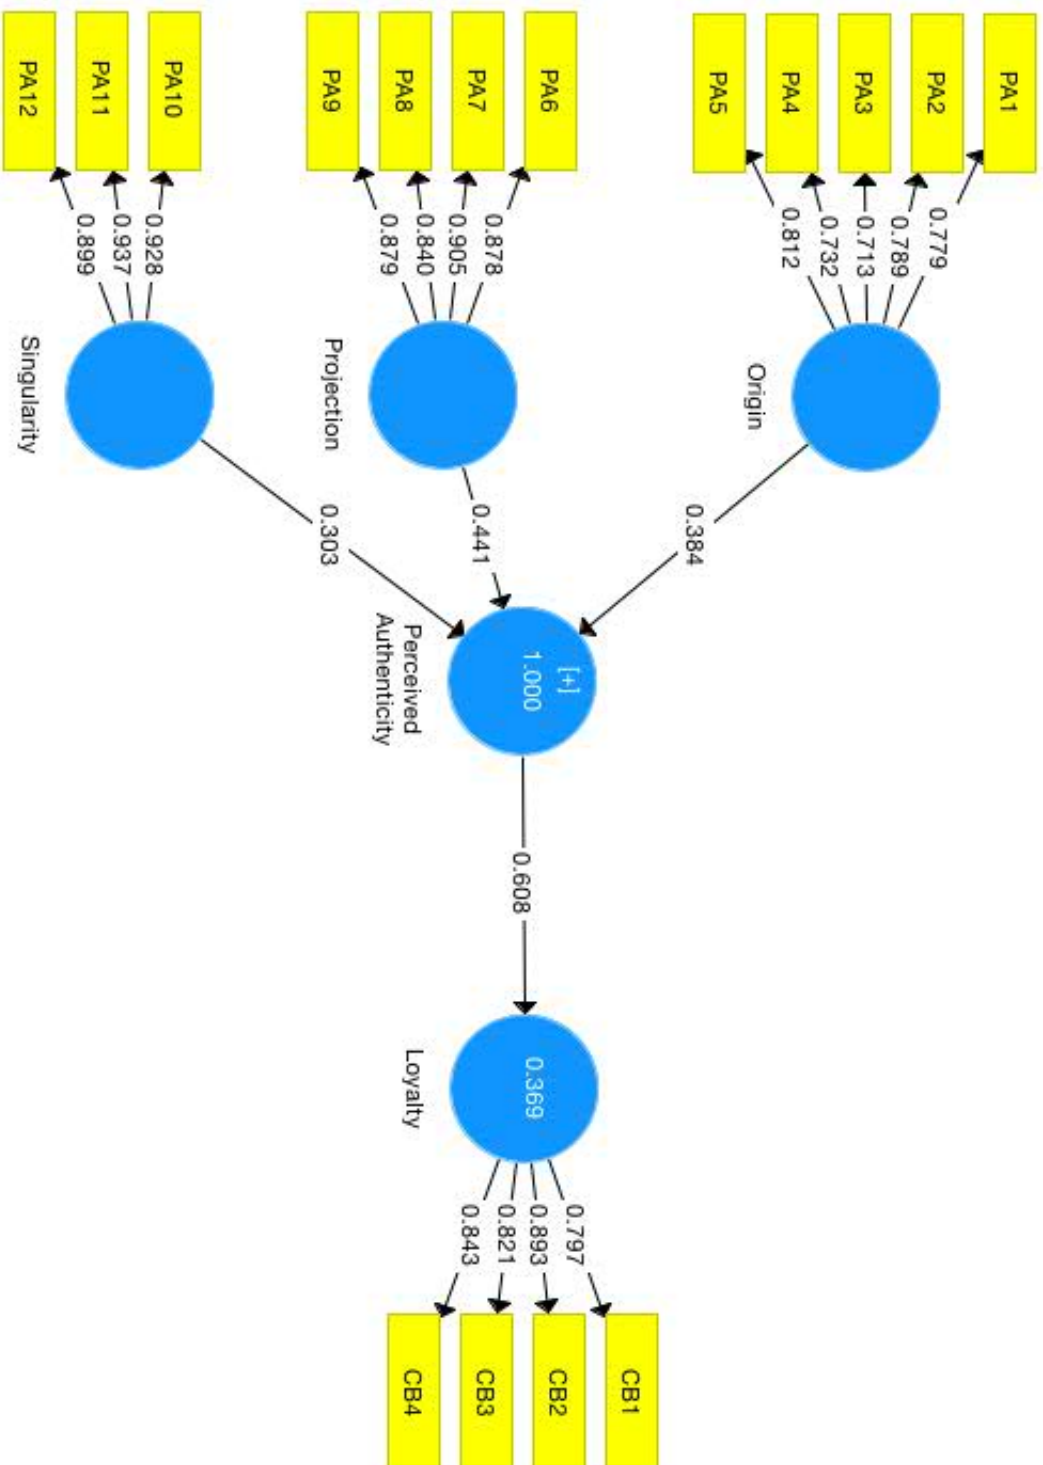 PA1
PA2
PA3
PA4
PA5
0.779
0.789
0.713
0.732
0.812
Origin
0.384
PA6
PA7
PA8
PA9
0.878
0.905
0.840
0.879
Projection
0.441
PA10
PA11
PA12
0.928
0.937
0.899
Singularity
0.303
[+]
1.000
Perceived
Authenticity
0.608
0.369
Loyalty
0.797
0.893
0.821
0.843
CB1
CB2
CB3
CB4